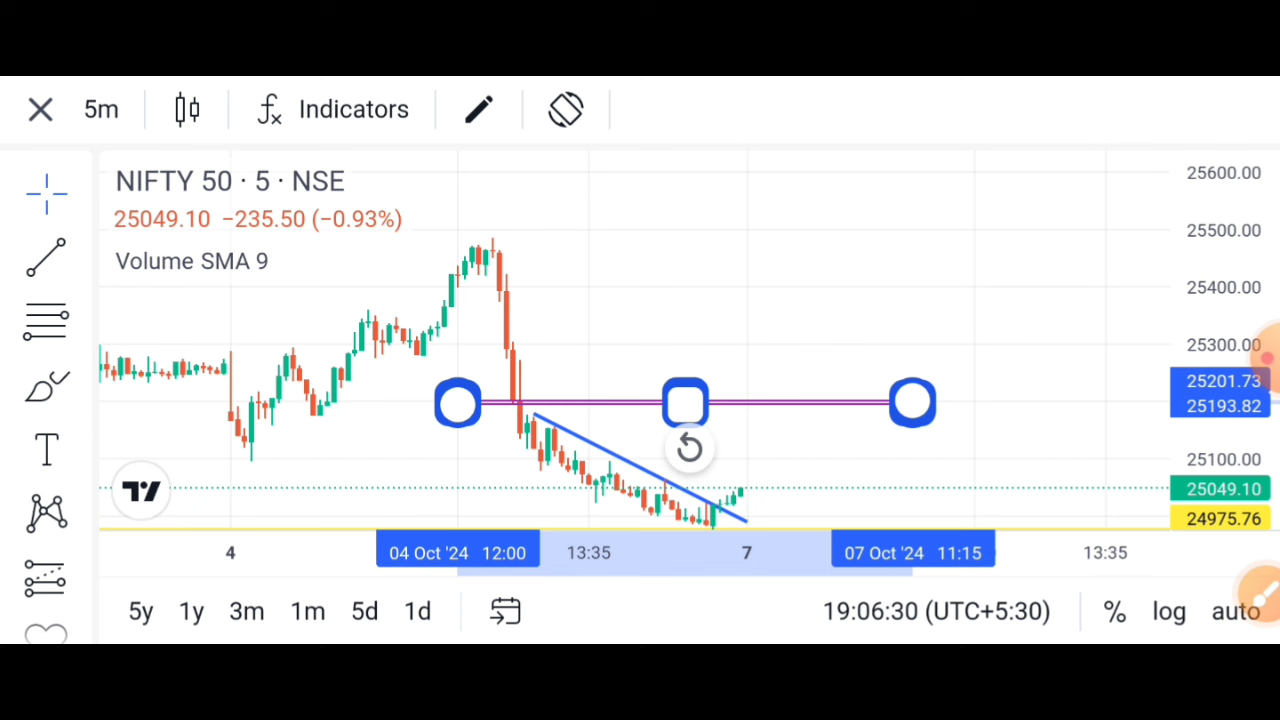 5m Indicators
NIFTY 50 · 5 · NSE
25049.10 −235.50 (−0.93%)
Volume SMA 9
25600.00
25500.00
25400.00
25300.00
25201.73
25193.82
25100.00
25049.10
24975.76
4 04 Oct '24 12:00 13:35 7 07 Oct '24 11:15 13:35
5y 1y 3m 1m 5d 1d 19:06:30 (UTC+5:30) % log auto